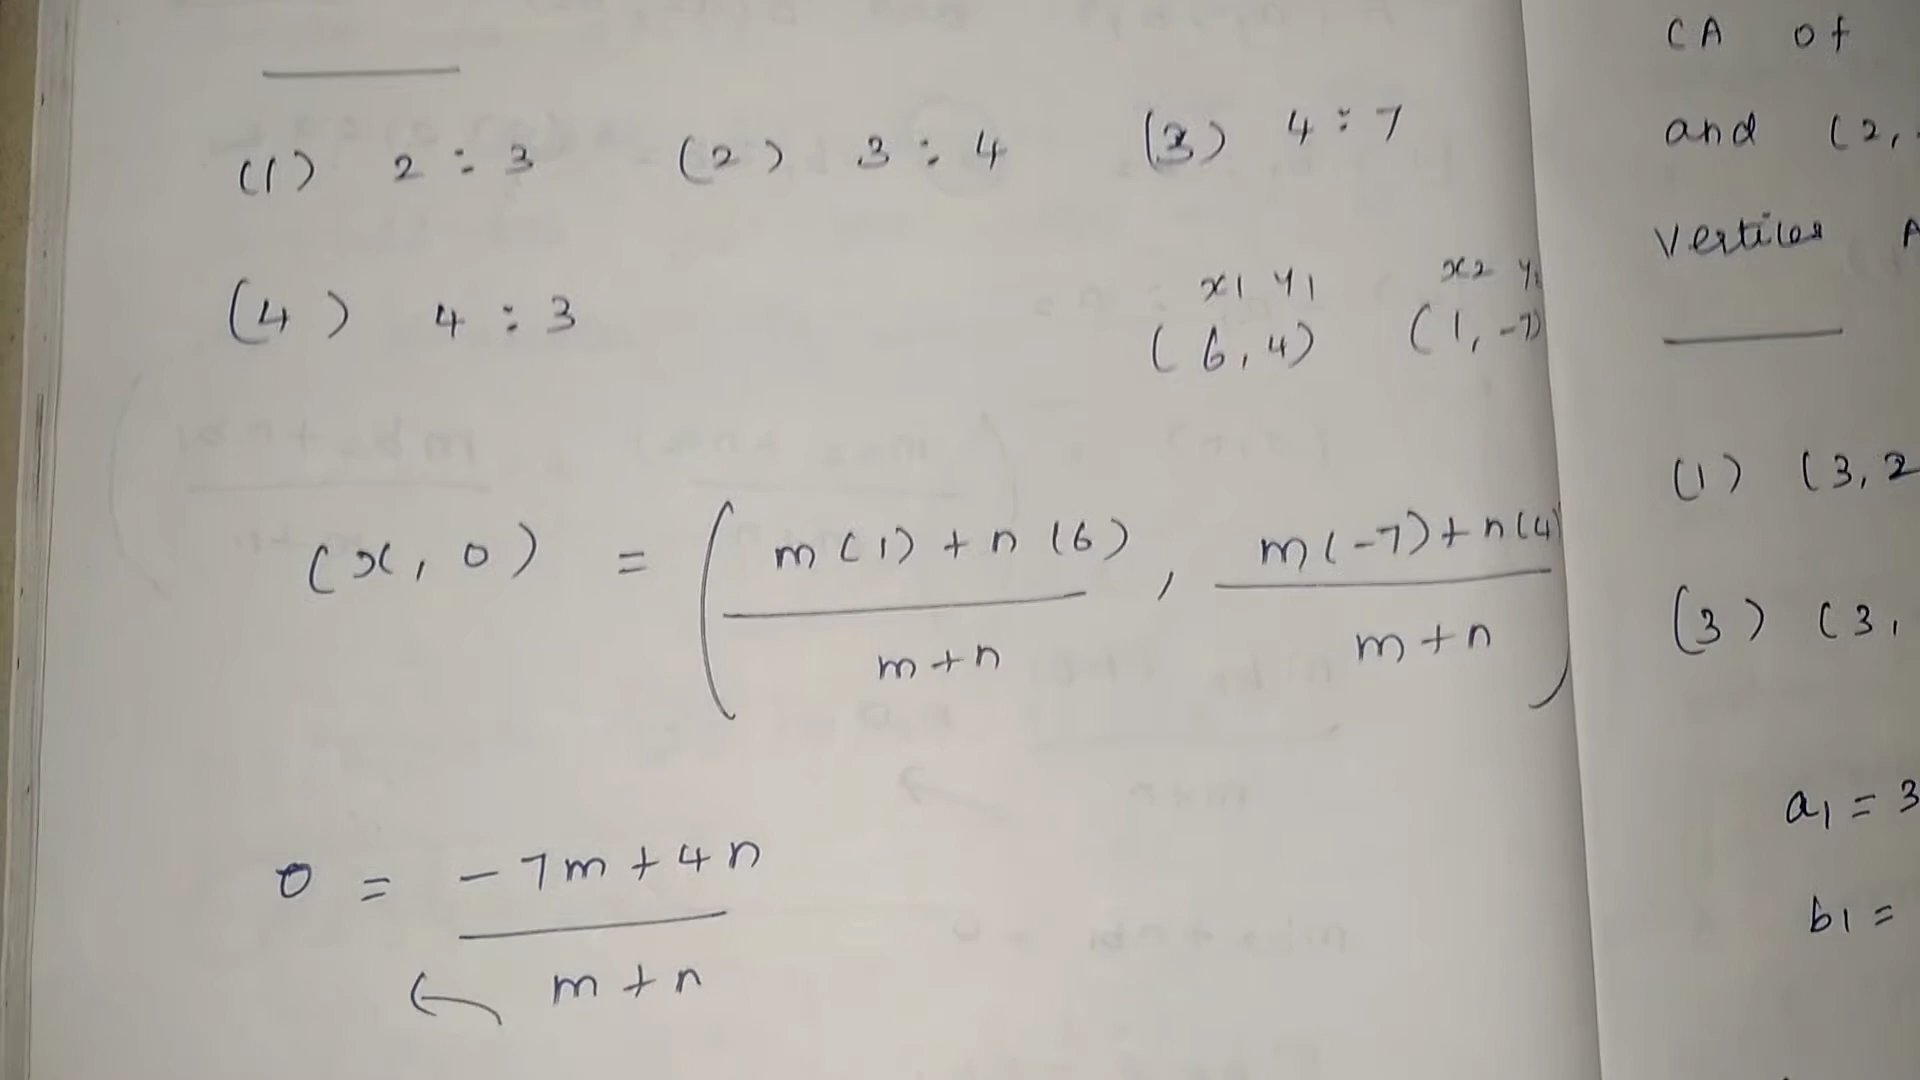 (1) 2 : 3 (2) 3 : 4 (3) 4 : 7
x1 y1 x2
(4) 4 : 3 (6, 4) (1, -7)
(x, 0) = ( m(1) + n(6) / m+n , m(-7) + n(4) / m+n )
0 = -7m + 4n / m+n
CA of
and (2,
vertices A
(1) (3, 2
(3) (3,
a1 = 3
b1 =